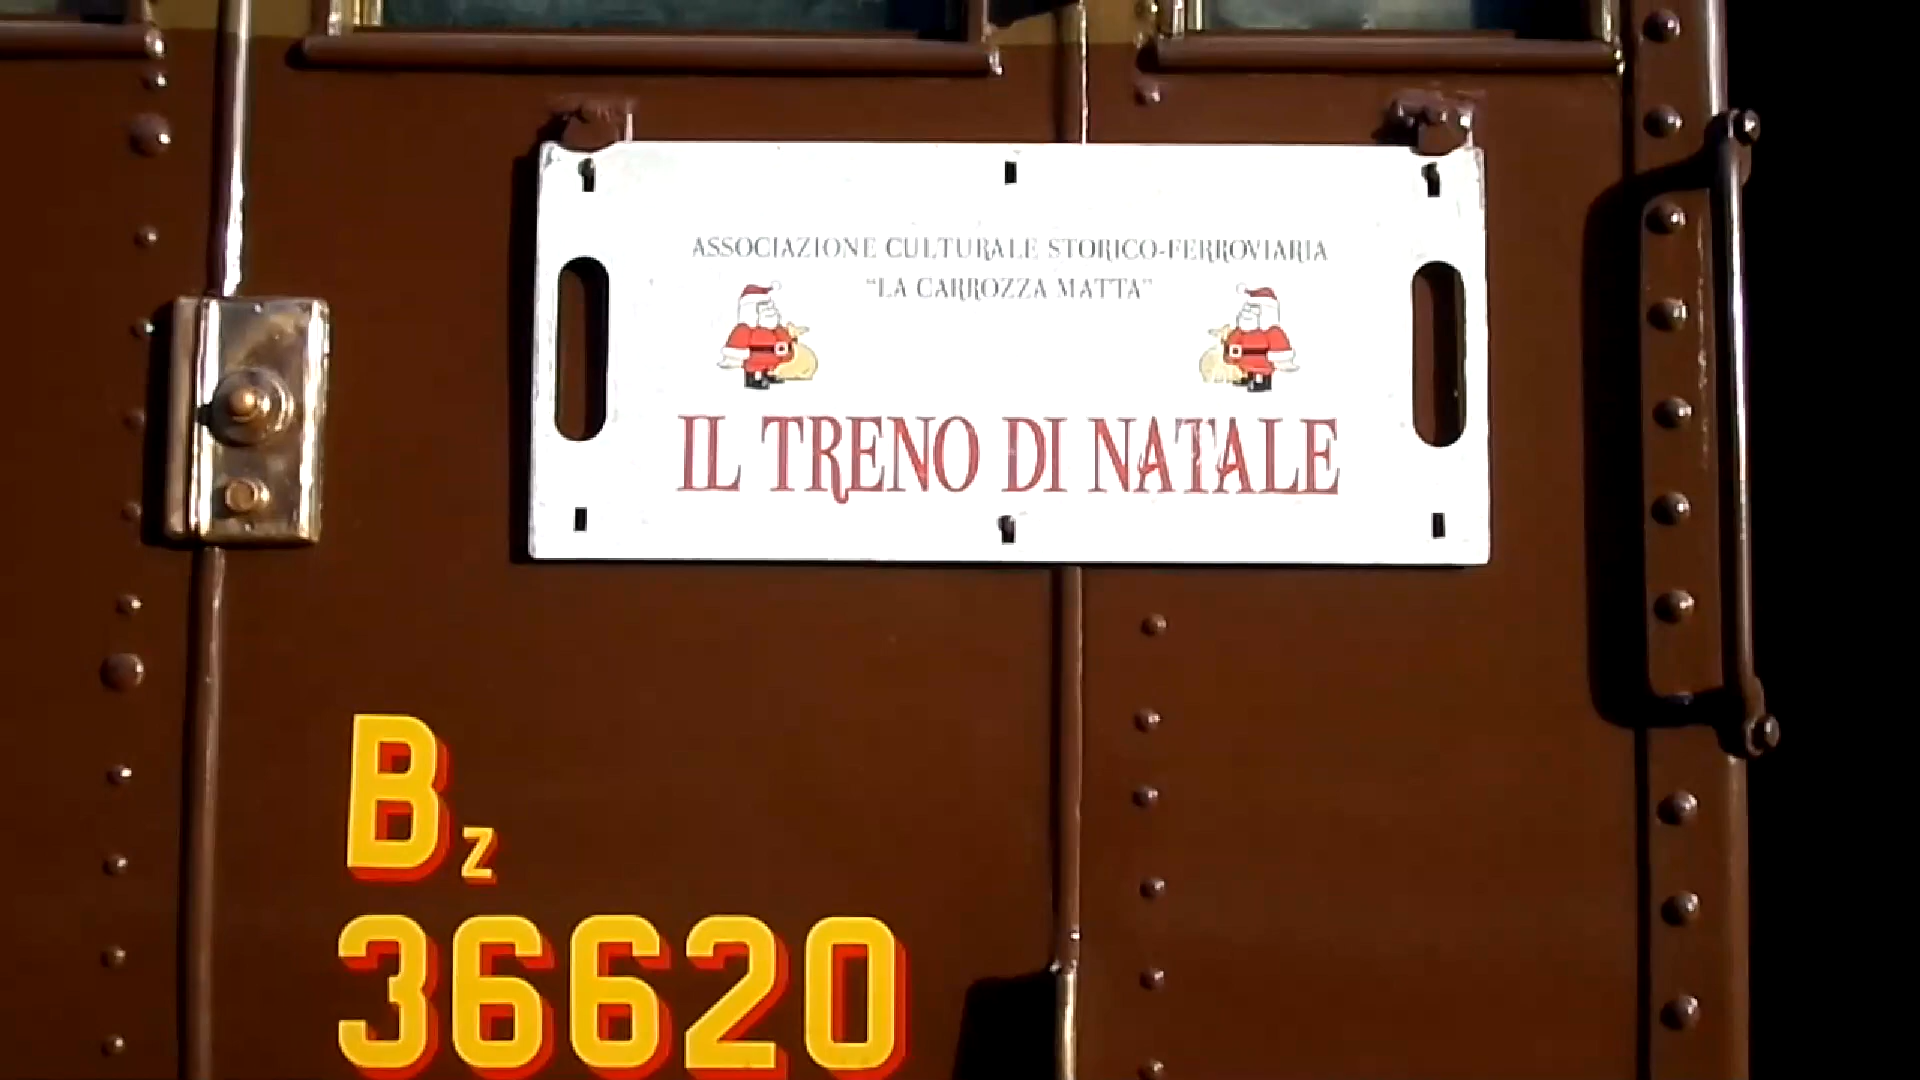 ASSOCIAZIONE CULTURALE STORICO-FERROVIARIA
"LA CARROZZA MATTA"
IL TRENO DI NATALE
Bz
36620